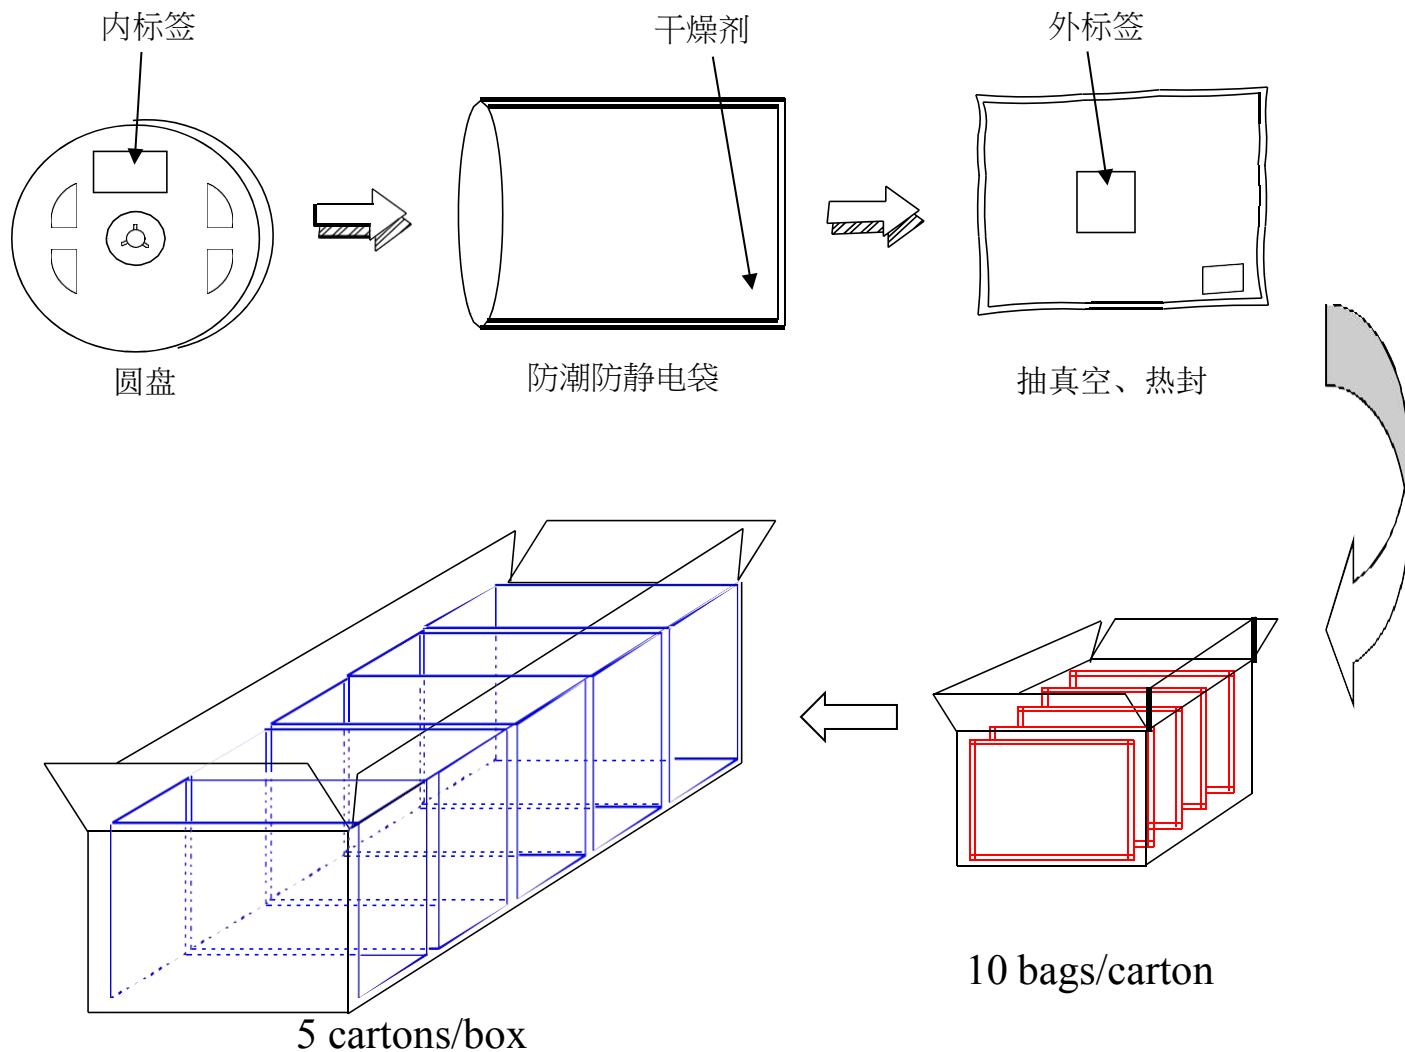 内标签
干燥剂
外标签
圆盘
防潮防静电袋
抽真空、热封
10 bags/carton
5 cartons/box